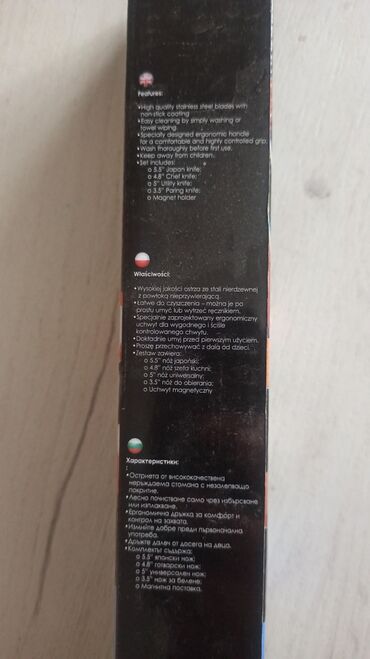 Features:
•High quality stainless steel blades with
non-stick coating
•Easy cleaning by simply washing or
towel wiping.
•Specially designed ergonomic handle
for a comfortable and highly controlled grip.
•Wash thoroughly before first use.
•Keep away from children.
•Set includes:
o 5.5" Japan knife;
o 4.8" Chef knife;
o 5" Utility knife;
o 3.5" Paring knife;
o Magnet holder
Właściwości:
•Wysokiej jakości ostrza ze stali nierdzewnej
z powłoką nieprzywierającą.
•Łatwe do czyszczenia – można je po
prostu umyć lub wytrzeć ręcznikiem.
•Specjalnie zaprojektowany ergonomiczny
uchwyt dla wygodnego i ściśle
kontrolowanego chwytu.
•Dokładnie umyj przed pierwszym użyciem.
•Proszę przechowywać z dala od dzieci.
•Zestaw zawiera:
o 5.5" nóż japoński;
o 4.8" nóż szefa kuchni;
o 5" nóż uniwersalny;
o 3.5" nóż do obierania;
o Uchwyt magnetyczny
Характеристики:
:
•Остриета от висококачествена
неръждаема стомана с незалепващо
покритие.
•Лесно почистване само чрез избърсване
или изплакване.
•Ергономична дръжка за комфорт и
контрол на захвата.
•Измийте добре преди първоначална
употреба.
•Дръжте далеч от досега на деца.
•Комплектът съдържа:
o 5.5" японски нож;
o 4.8" готварски нож;
o 5" универсален нож;
o 3.5" нож за белене;
o Магнитна поставка.